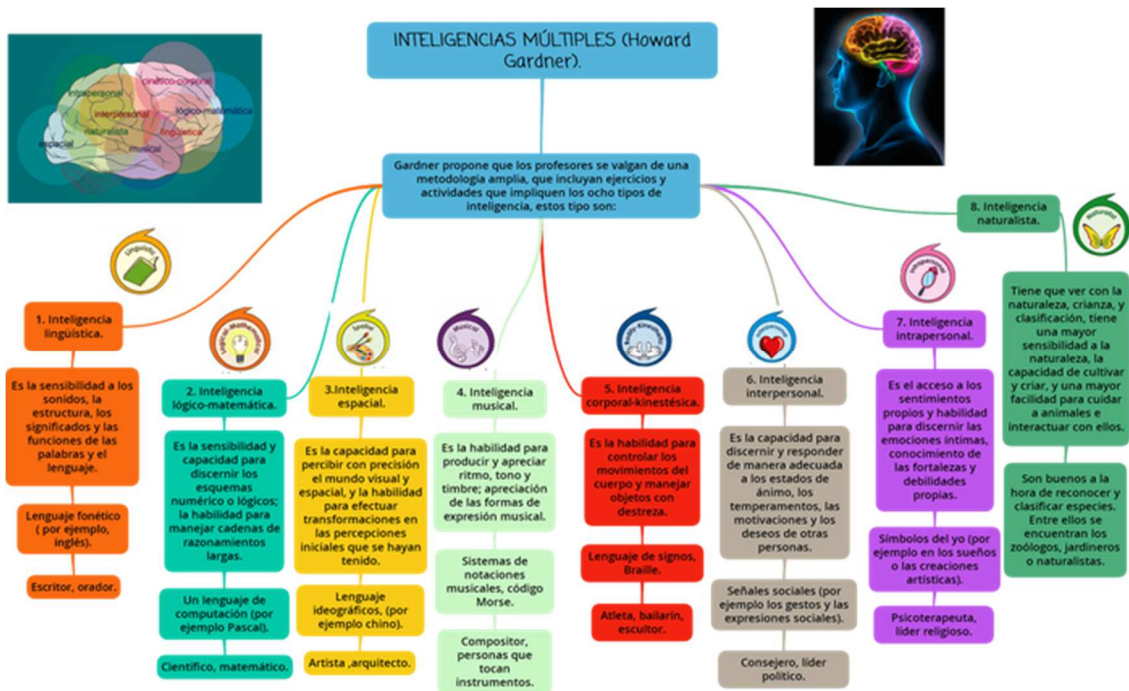 INTELIGENCIAS MÚLTIPLES (Howard
Gardner).
cinético-corporal
intrapersonal
interpersonal
lógico-matemática
naturalista
lingüística
espacial
musical
Gardner propone que los profesores se valgan de una
metodología amplia, que incluyan ejercicios y
actividades que impliquen los ocho tipos de
inteligencia, estos tipo son:
Linguistic
1. Inteligencia
lingüística.
Es la sensibilidad a los
sonidos, la
estructura, los
significados y las
funciones de las
palabras y el
lenguaje.
Lenguaje fonético
( por ejemplo,
inglés).
Escritor, orador.
Logical-Mathematical
2. Inteligencia
lógico-matemática.
Es la sensibilidad y
capacidad para
discernir los
esquemas
numérico o lógicos;
la habilidad para
manejar cadenas de
razonamientos
largas.
Un lenguaje de
computación (por
ejemplo Pascal).
Científico, matemático.
Spatial
3.Inteligencia
espacial.
Es la capacidad para
percibir con precisión
el mundo visual y
espacial, y la habilidad
para efectuar
transformaciones en
las percepciones
iniciales que se hayan
tenido.
Lenguaje
ideográficos, (por
ejemplo chino).
Artista ,arquitecto.
Musical
4. Inteligencia
musical.
Es la habilidad para
producir y apreciar
ritmo, tono y
timbre; apreciación
de las formas de
expresión musical.
Sistemas de
notaciones
musicales, código
Morse.
Compositor,
personas que
tocan
instrumentos.
Bodily-Kinesthetic
5. Inteligencia
corporal-kinestésica.
Es la habilidad para
controlar los
movimientos del
cuerpo y manejar
objetos con
destreza.
Lenguaje de signos,
Braille.
Atleta, bailarín,
escultor.
Interpersonal
6. Inteligencia
interpersonal.
Es la capacidad para
discernir y responder
de manera adecuada
a los estados de
ánimo, los
temperamentos, las
motivaciones y los
deseos de otras
personas.
Señales sociales (por
ejemplo los gestos y las
expresiones sociales).
Consejero, líder
político.
Intrapersonal
7. Inteligencia
intrapersonal.
Es el acceso a los
sentimientos
propios y habilidad
para discernir las
emociones íntimas,
conocimiento de
las fortalezas y
debilidades
propias.
Símbolos del yo (por
ejemplo en los sueños
o las creaciones
artísticas).
Psicoterapeuta,
líder religioso.
8. Inteligencia
naturalista.
Naturalist
Tiene que ver con la
naturaleza, crianza, y
clasificación, tiene
una mayor
sensibilidad a la
naturaleza, la
capacidad de cultivar
y criar, y una mayor
facilidad para cuidar
a animales e
interactuar con ellos.
Son buenos a la
hora de reconocer y
clasificar especies.
Entre ellos se
encuentran los
zoólogos, jardineros
o naturalistas.